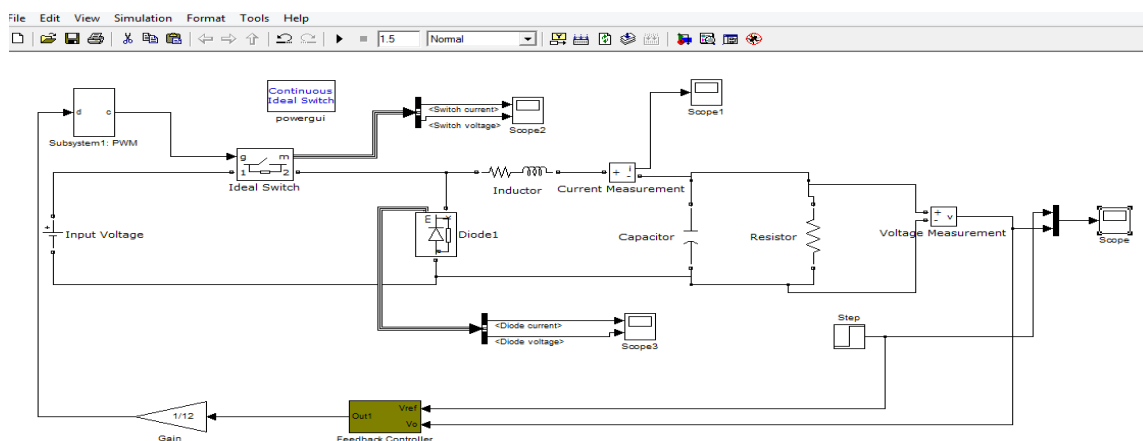 File Edit View Simulation Format Tools Help
1.5 Normal
Continuous
Ideal Switch
powergui
<Switch current>
<Switch voltage>
Scope2
Scope1
d c
Subsystem1: PWM
g m
1 2
Ideal Switch
Inductor
+ i
-
Current Measurement
+ Input Voltage
Diode1
Capacitor
Resistor
+ v
-
Voltage Measurement
Scope
<Diode current>
<Diode voltage>
Scope3
Step
1/12
Gain
Out1
Vref
Vo
Feedback Controller